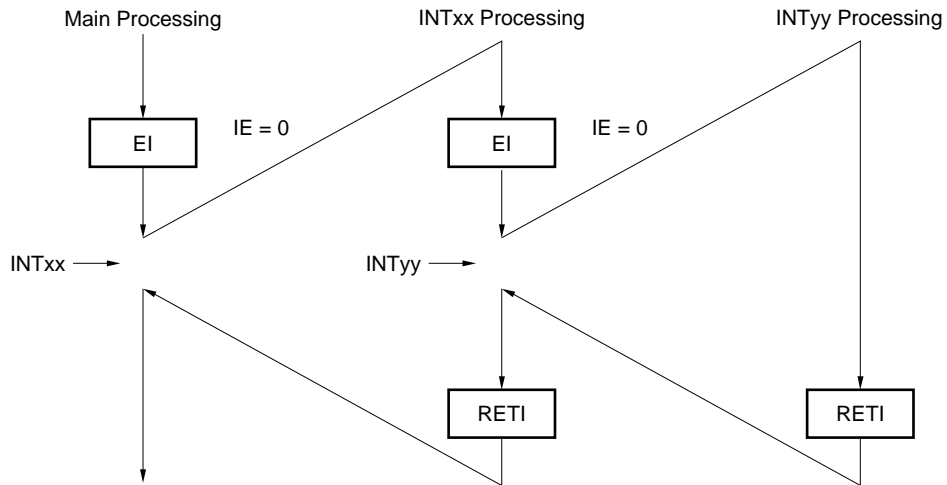 Main Processing
INTxx Processing
INTyy Processing
EI
IE = 0
EI
IE = 0
INTxx
INTyy
RETI
RETI